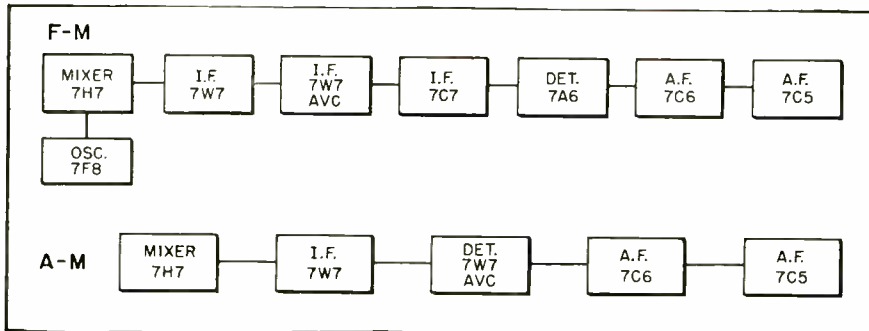 F-M
MIXER
7H7
I.F.
7W7
I.F.
7W7
AVC
I.F.
7C7
DET.
7A6
A.F.
7C6
A.F.
7C5
OSC.
7F8
A-M
MIXER
7H7
I.F.
7W7
DET.
7W7
AVC
A.F.
7C6
A.F.
7C5